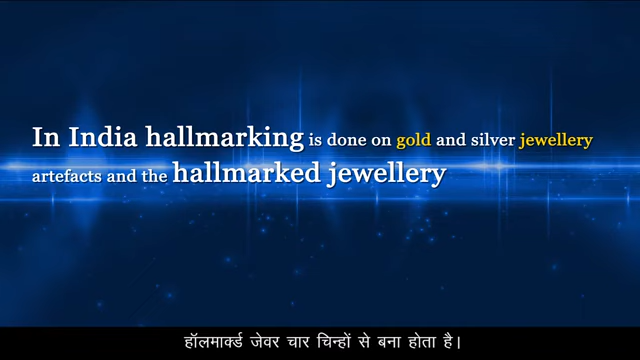 In India hallmarking is done on gold and silver jewellery
artefacts and the hallmarked jewellery
हॉलमार्क्ड जेवर चार चिन्हों से बना होता है।